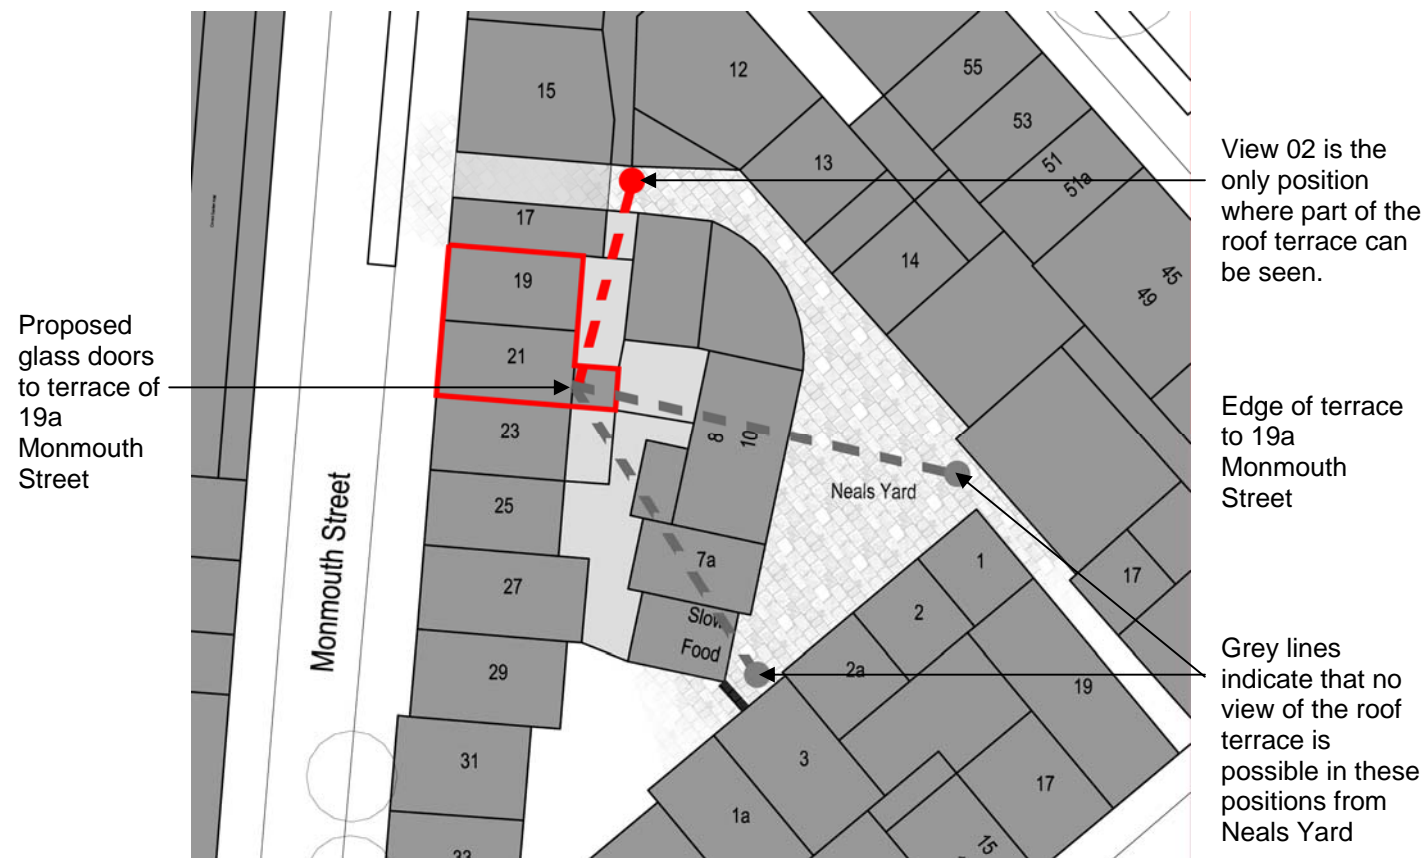 55
12
15
53
View 02 is the
only position
where part of the
roof terrace can
be seen.
51
51a
13
17
14
45
49
19
Proposed
glass doors
to terrace of
19a
Monmouth
Street
21
Edge of terrace
to 19a
Monmouth
Street
23
8
10
Neals Yard
25
Monmouth Street
7a
1
17
27
2
Slow
Food
2a
29
19
Grey lines
indicate that no
view of the roof
terrace is
possible in these
positions from
Neals Yard
31
3
17
1a
15
33